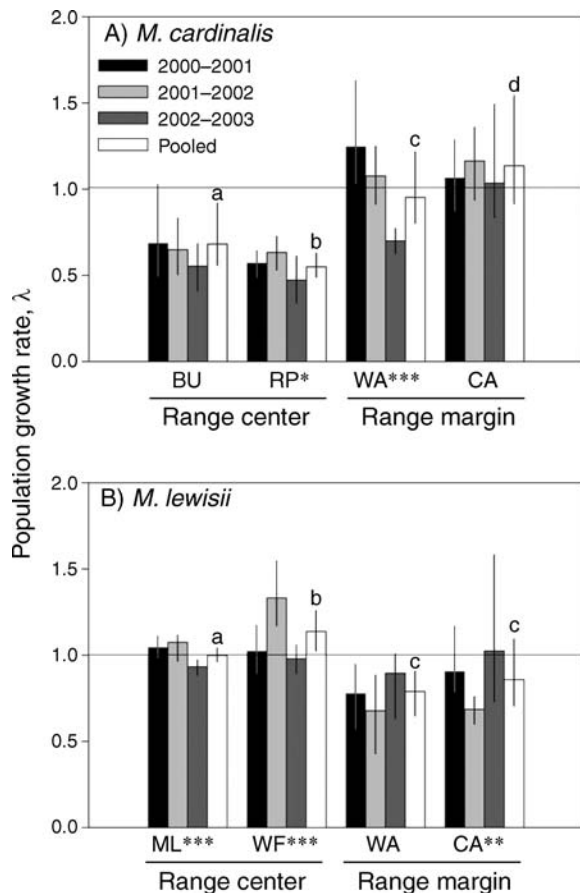 A) M. cardinalis
2000–2001
2001–2002
2002–2003
Pooled
2.0
1.5
1.0
0.5
0.0
a
b
c
d
BU RP* WA*** CA
Range center Range margin
Population growth rate, λ
B) M. lewisii
2.0
1.5
1.0
0.5
0.0
a
b
c
c
ML*** WF*** WA CA**
Range center Range margin